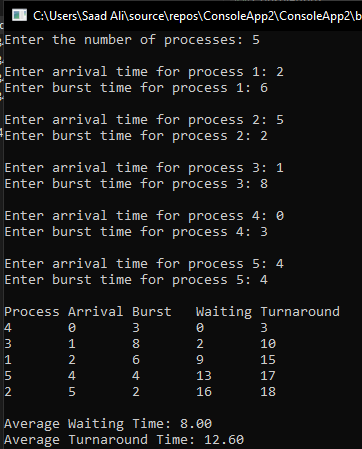 C:\Users\Saad Ali\source\repos\ConsoleApp2\ConsoleApp2\b
Enter the number of processes: 5
Enter arrival time for process 1: 2
Enter burst time for process 1: 6
Enter arrival time for process 2: 5
Enter burst time for process 2: 2
Enter arrival time for process 3: 1
Enter burst time for process 3: 8
Enter arrival time for process 4: 0
Enter burst time for process 4: 3
Enter arrival time for process 5: 4
Enter burst time for process 5: 4
Process Arrival Burst Waiting Turnaround
4 0 3 0 3
3 1 8 2 10
1 2 6 9 15
5 4 4 13 17
2 5 2 16 18
Average Waiting Time: 8.00
Average Turnaround Time: 12.60